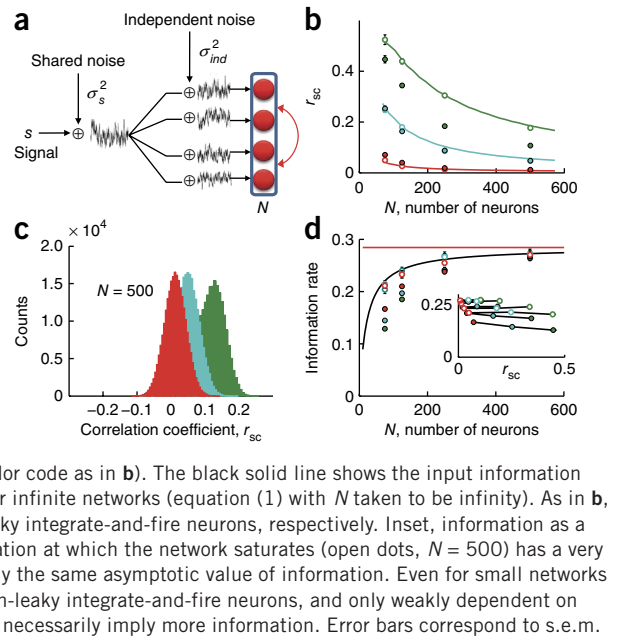 a
Independent noise
σ²ind
Shared noise
σ²s
s
Signal
N
b
rsc
0.4
0.2
0
0 200 400 600
N, number of neurons
c
2.0 × 10⁴
1.5
1.0
0.5
0
Counts
N = 500
–0.2 –0.1 0 0.1 0.2
Correlation coefficient, rsc
d
Information rate
0.3
0.2
0.1
0
0.25
0
0 rsc 0.5
0 200 400 600
N, number of neurons
lor code as in b). The black solid line shows the input information
r infinite networks (equation (1) with N taken to be infinity). As in b,
ky integrate-and-fire neurons, respectively. Inset, information as a
ation at which the network saturates (open dots, N = 500) has a very
y the same asymptotic value of information. Even for small networks
n-leaky integrate-and-fire neurons, and only weakly dependent on
necessarily imply more information. Error bars correspond to s.e.m.